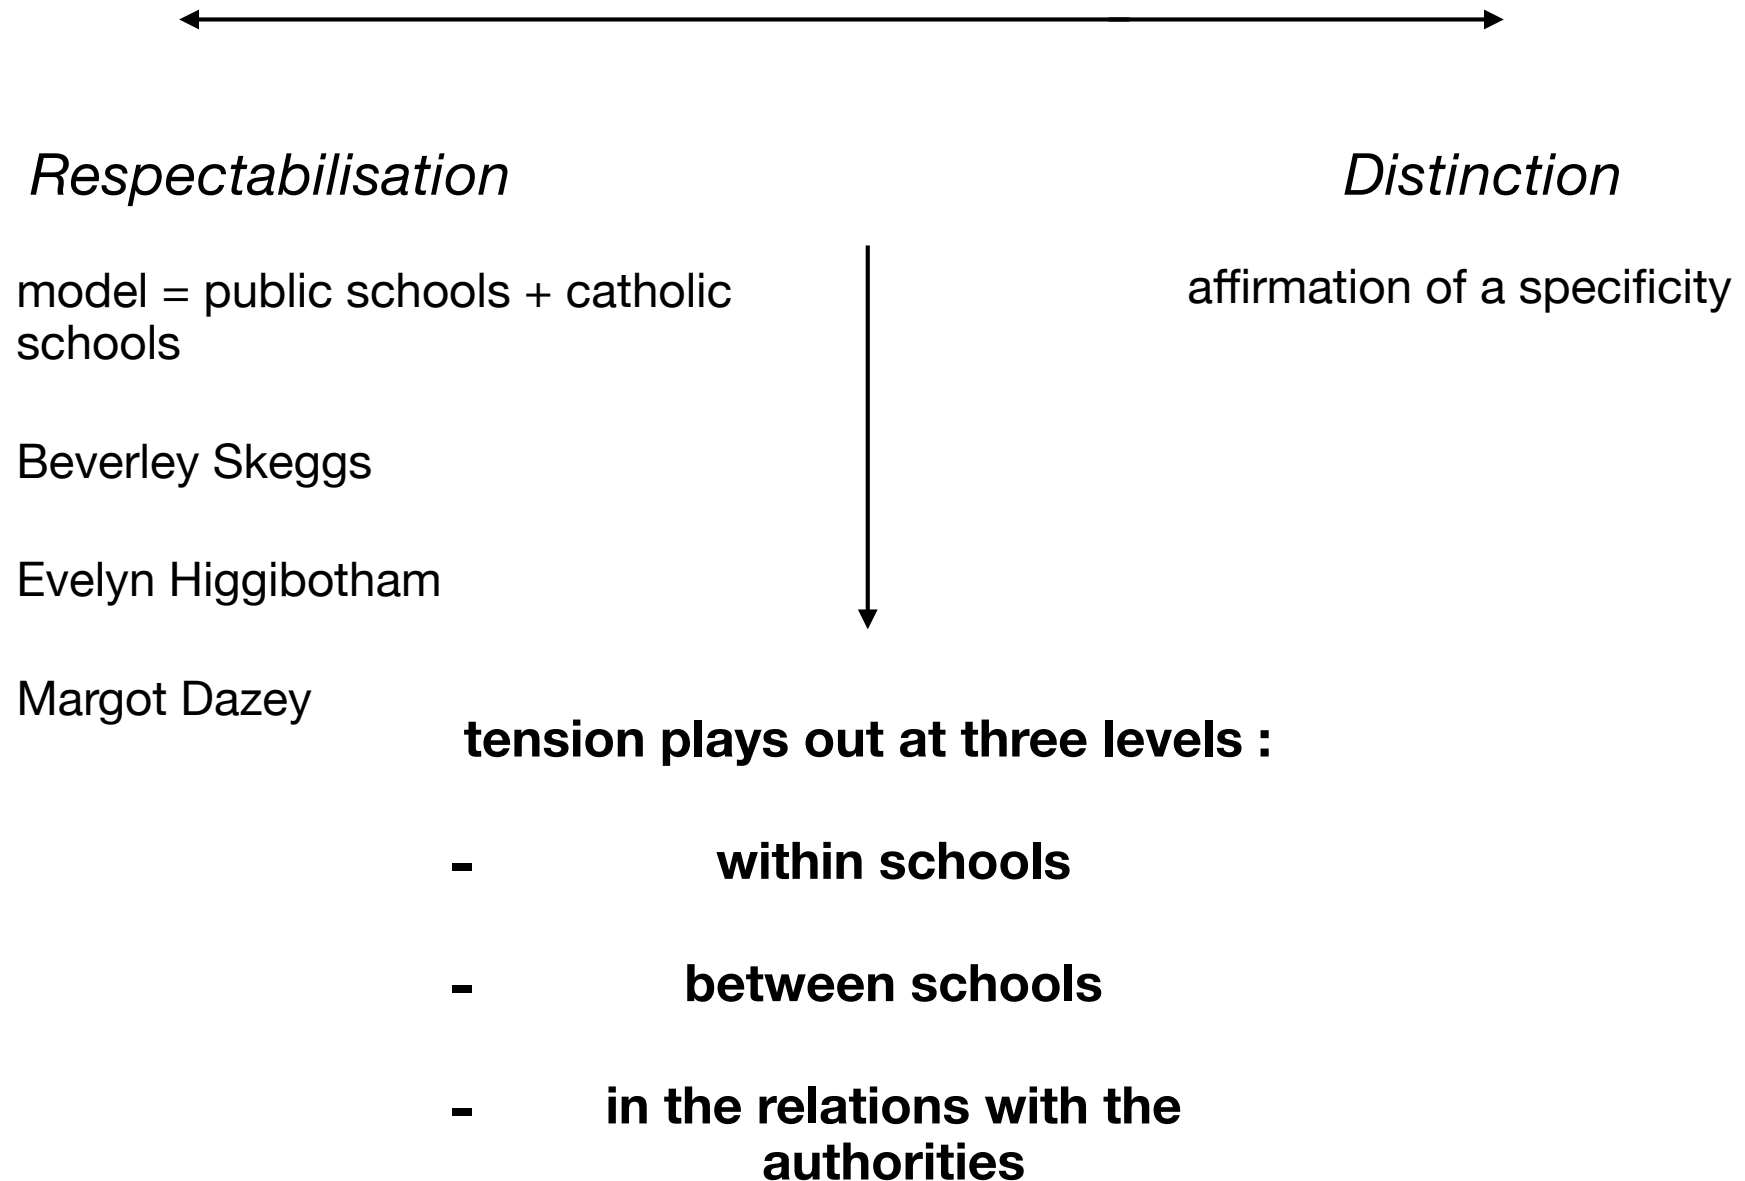 Respectabilisation
Distinction
model = public schools + catholic
schools
affirmation of a specificity
Beverley Skeggs
Evelyn Higgibotham
Margot Dazey
tension plays out at three levels :
- within schools
- between schools
- in the relations with the
authorities